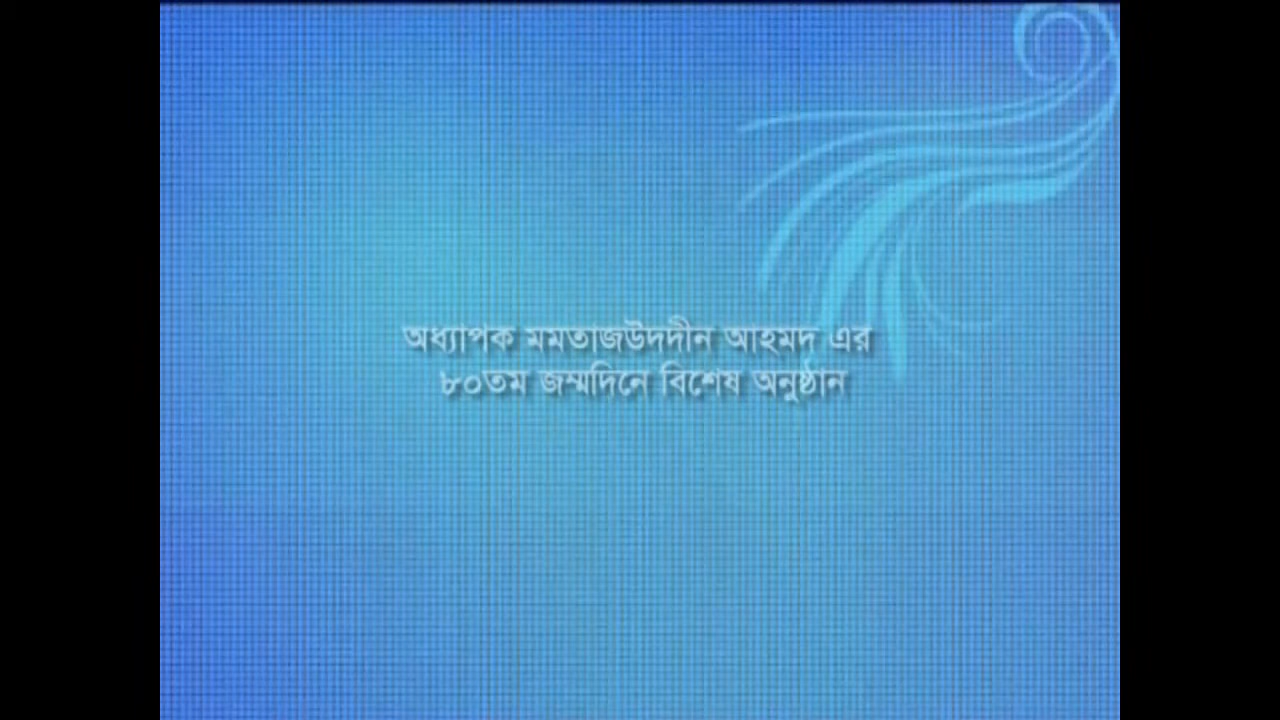 অধ্যাপক মমতাজউদদীন আহমদ এর
৮০তম জন্মদিনে বিশেষ অনুষ্ঠান